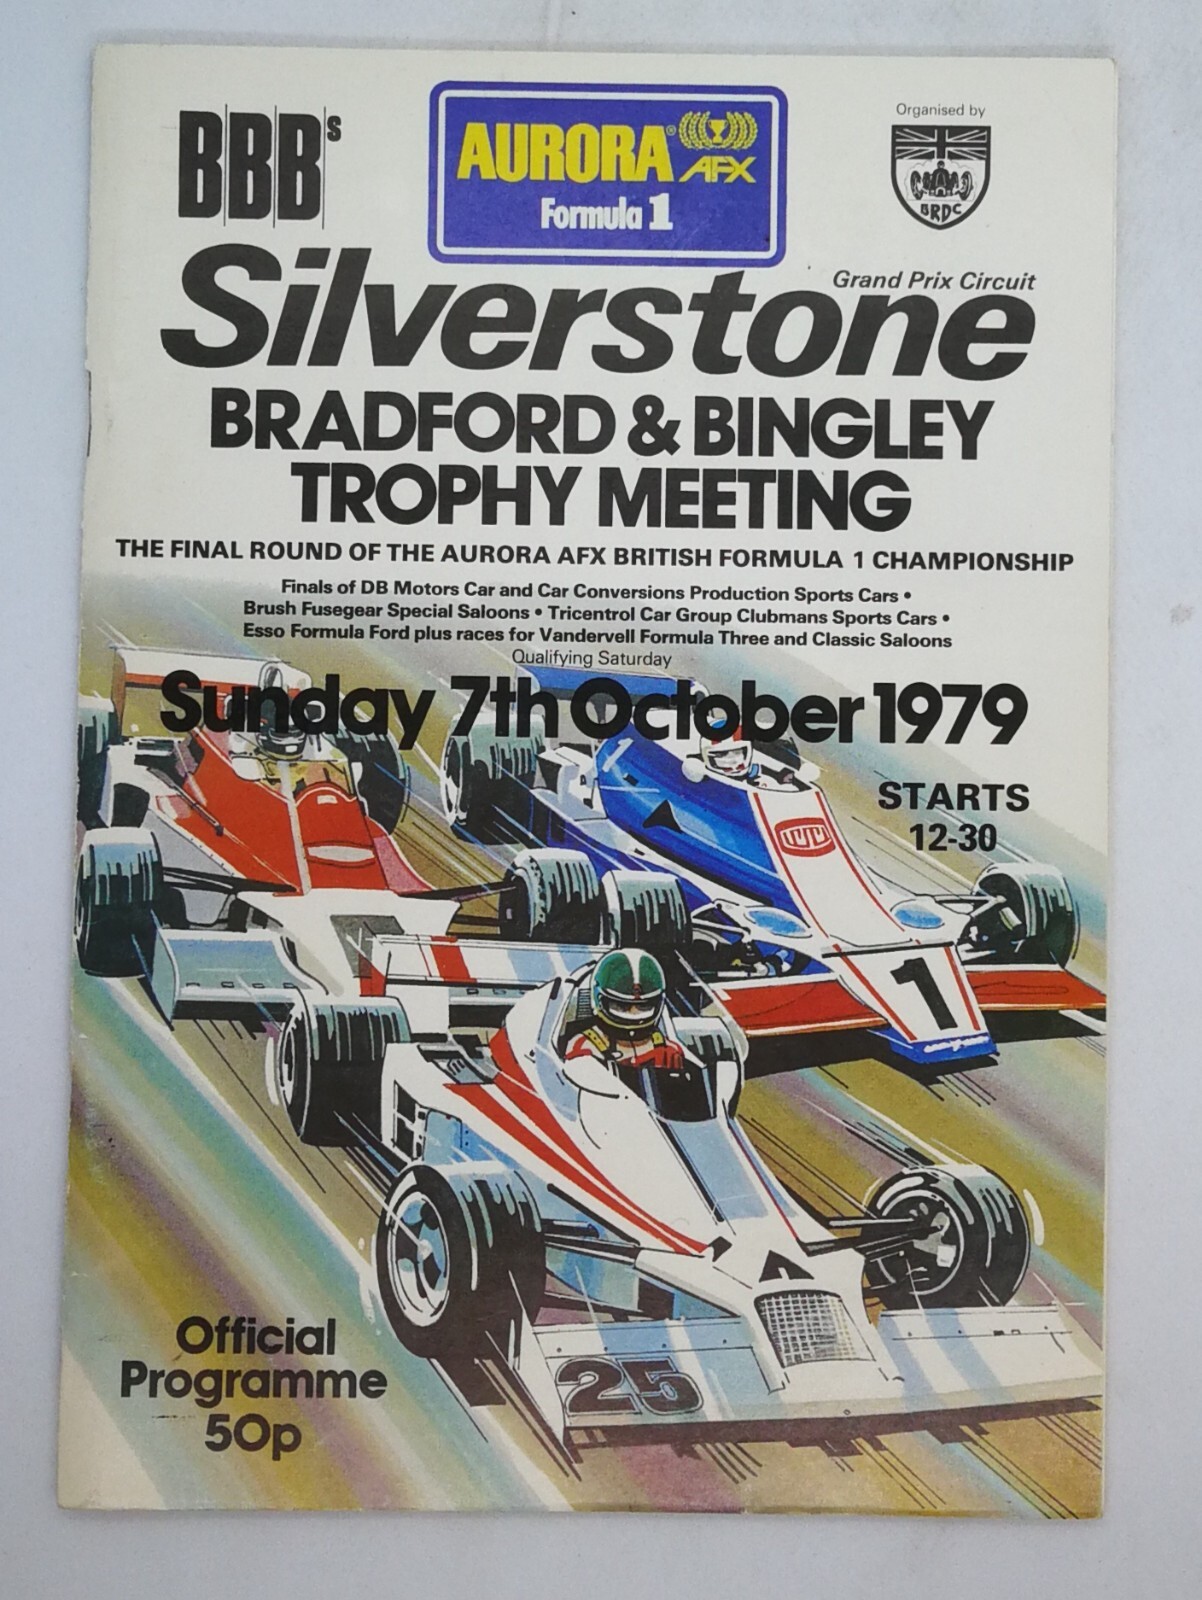 BBBs
AURORA® AFX
Formula 1
Organised by
BRDC
Grand Prix Circuit
Silverstone
BRADFORD & BINGLEY
TROPHY MEETING
THE FINAL ROUND OF THE AURORA AFX BRITISH FORMULA 1 CHAMPIONSHIP
Finals of DB Motors Car and Car Conversions Production Sports Cars •
Brush Fusegear Special Saloons • Tricentrol Car Group Clubmans Sports Cars •
Esso Formula Ford plus races for Vandervell Formula Three and Classic Saloons
Qualifying Saturday
Sunday 7th October 1979
STARTS
12-30
1
1
25
Official
Programme
50p